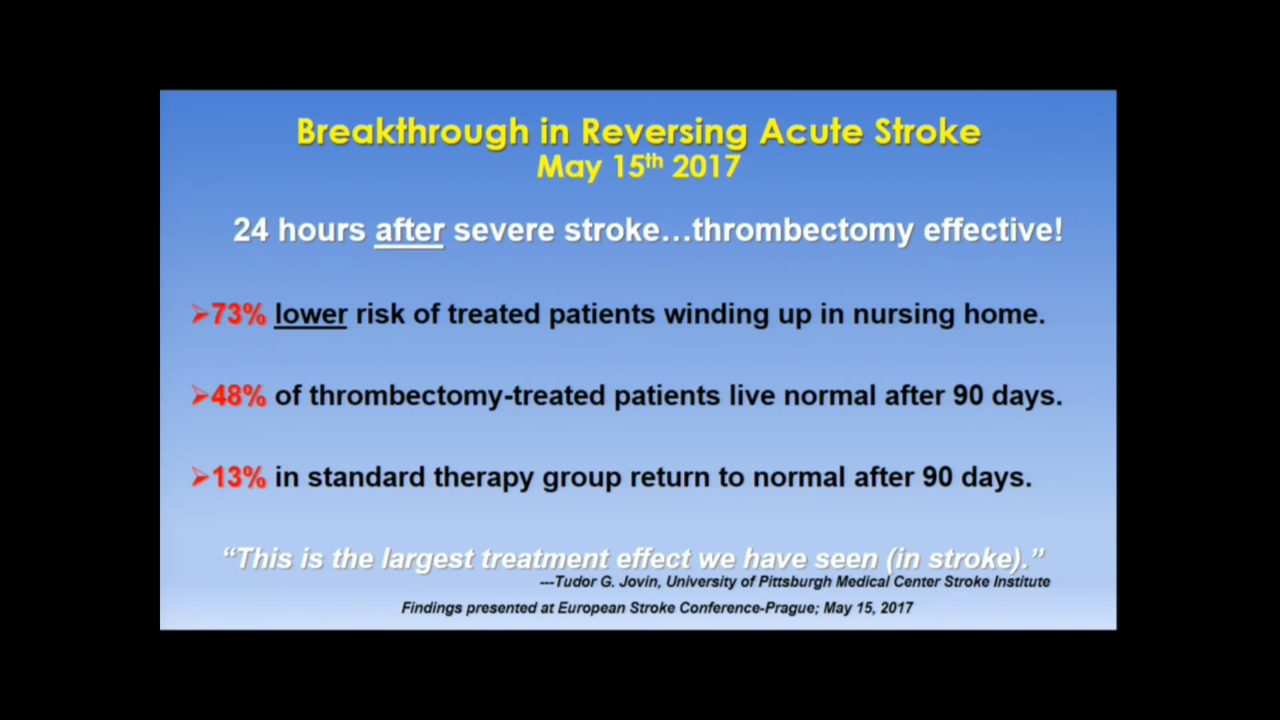 Breakthrough in Reversing Acute Stroke
May 15th 2017
24 hours after severe stroke...thrombectomy effective!
➢73% lower risk of treated patients winding up in nursing home.
➢48% of thrombectomy-treated patients live normal after 90 days.
➢13% in standard therapy group return to normal after 90 days.
“This is the largest treatment effect we have seen (in stroke).”
---Tudor G. Jovin, University of Pittsburgh Medical Center Stroke Institute
Findings presented at European Stroke Conference-Prague; May 15, 2017